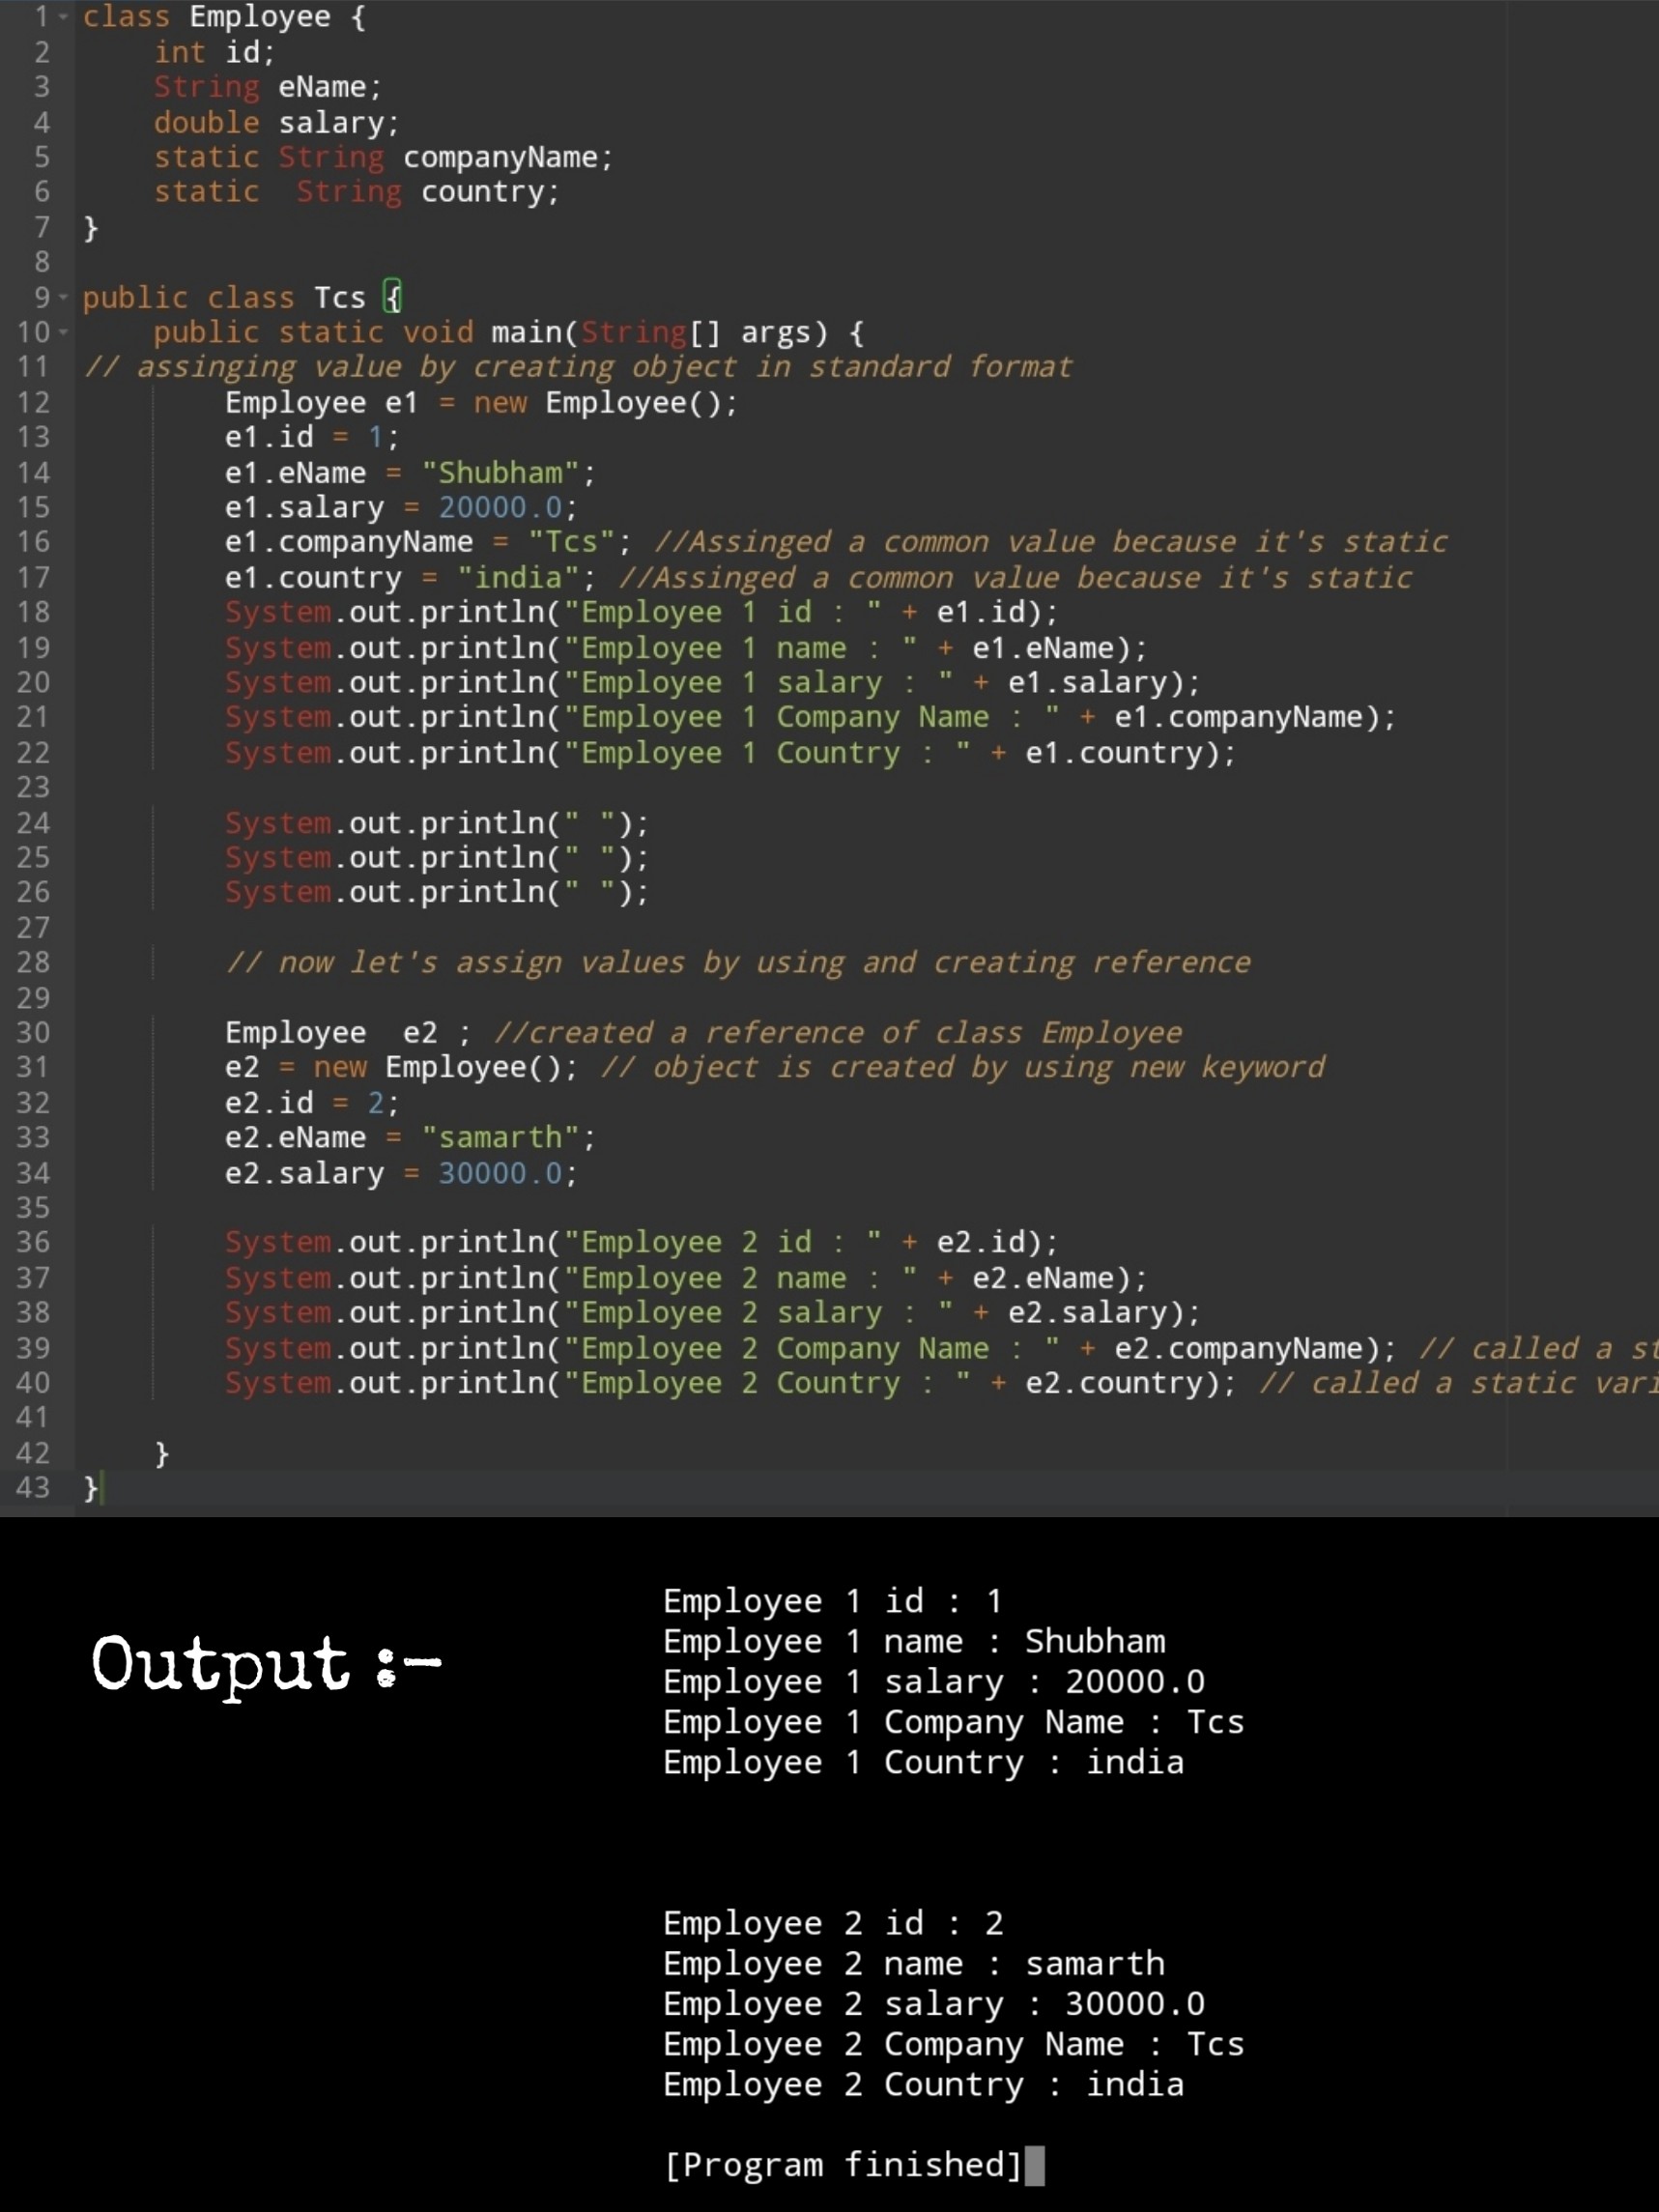 1 class Employee {
2     int id;
3     String eName;
4     double salary;
5     static String companyName;
6     static  String country;
7 }
8
9 public class Tcs {
10     public static void main(String[] args) {
11 // assinging value by creating object in standard format
12         Employee e1 = new Employee();
13         e1.id = 1;
14         e1.eName = "Shubham";
15         e1.salary = 20000.0;
16         e1.companyName = "Tcs"; //Assinged a common value because it's static
17         e1.country = "india"; //Assinged a common value because it's static
18         System.out.println("Employee 1 id : " + e1.id);
19         System.out.println("Employee 1 name : " + e1.eName);
20         System.out.println("Employee 1 salary : " + e1.salary);
21         System.out.println("Employee 1 Company Name : " + e1.companyName);
22         System.out.println("Employee 1 Country : " + e1.country);
23
24         System.out.println(" ");
25         System.out.println(" ");
26         System.out.println(" ");
27
28         // now let's assign values by using and creating reference
29
30         Employee  e2 ; //created a reference of class Employee
31         e2 = new Employee(); // object is created by using new keyword
32         e2.id = 2;
33         e2.eName = "samarth";
34         e2.salary = 30000.0;
35
36         System.out.println("Employee 2 id : " + e2.id);
37         System.out.println("Employee 2 name : " + e2.eName);
38         System.out.println("Employee 2 salary : " + e2.salary);
39         System.out.println("Employee 2 Company Name : " + e2.companyName); // called a
40         System.out.println("Employee 2 Country : " + e2.country); // called a static
41
42     }
43 }
Output :-
Employee 1 id : 1
Employee 1 name : Shubham
Employee 1 salary : 20000.0
Employee 1 Company Name : Tcs
Employee 1 Country : india
Employee 2 id : 2
Employee 2 name : samarth
Employee 2 salary : 30000.0
Employee 2 Company Name : Tcs
Employee 2 Country : india
[Program finished]